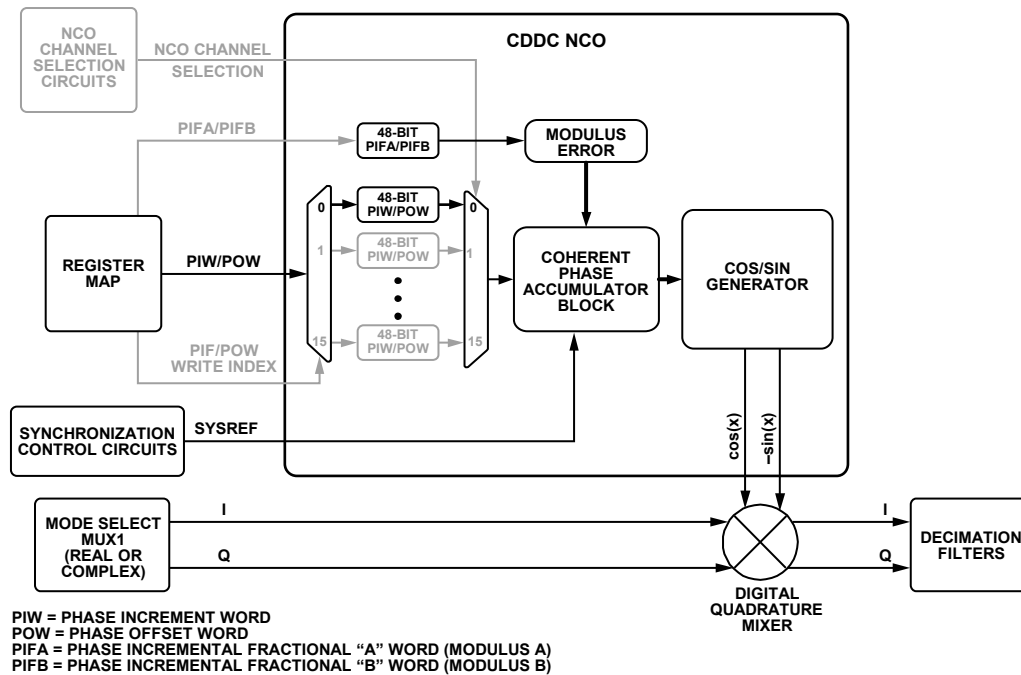 NCO
CHANNEL
SELECTION
CIRCUITS
NCO CHANNEL
SELECTION
CDDC NCO
PIFA/PIFB
48-BIT
PIFA/PIFB
MODULUS
ERROR
REGISTER
MAP
PIW/POW
0
1
15
48-BIT
PIW/POW
48-BIT
PIW/POW
48-BIT
PIW/POW
0
1
15
COHERENT
PHASE
ACCUMULATOR
BLOCK
COS/SIN
GENERATOR
PIF/POW
WRITE INDEX
SYNCHRONIZATION
CONTROL CIRCUITS
SYSREF
cos(x)
–sin(x)
MODE SELECT
MUX1
(REAL OR
COMPLEX)
I
Q
I
Q
DECIMATION
FILTERS
DIGITAL
QUADRATURE
MIXER
PIW = PHASE INCREMENT WORD
POW = PHASE OFFSET WORD
PIFA = PHASE INCREMENTAL FRACTIONAL “A” WORD (MODULUS A)
PIFB = PHASE INCREMENTAL FRACTIONAL “B” WORD (MODULUS B)